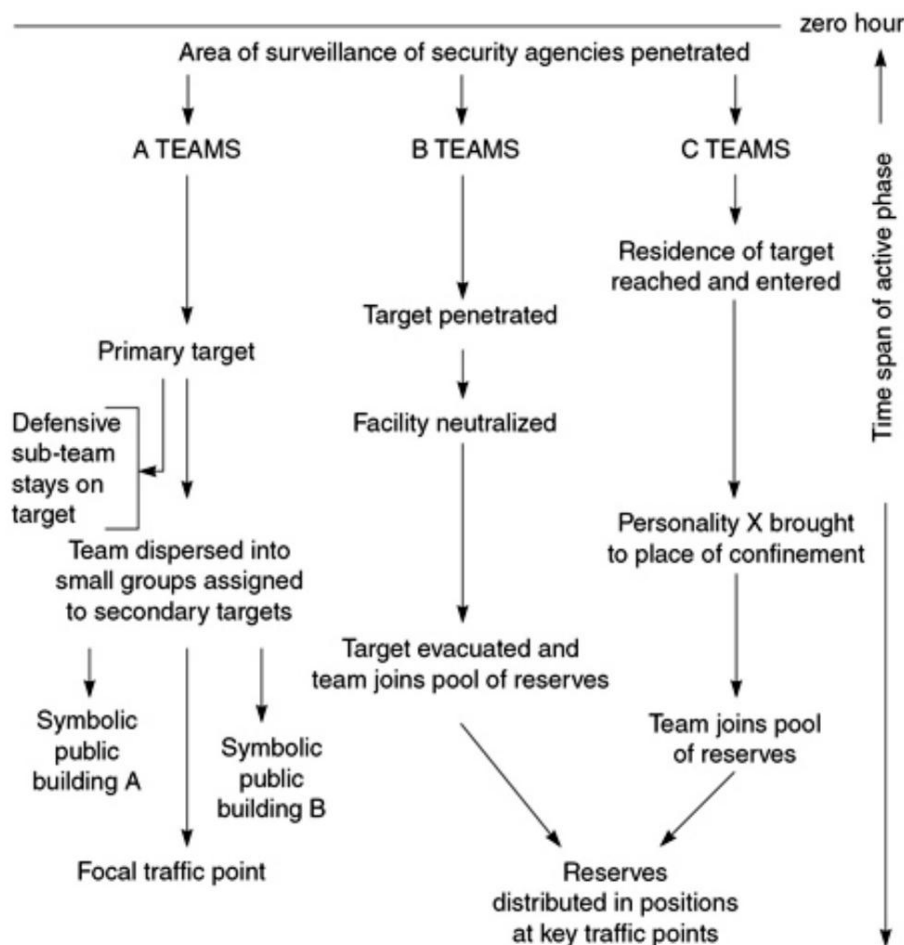 zero hour
Area of surveillance of security agencies penetrated
A TEAMS
B TEAMS
C TEAMS
Time span of active phase
Residence of target
reached and entered
Target penetrated
Primary target
Defensive
sub-team
stays on
target
Facility neutralized
Personality X brought
to place of confinement
Team dispersed into
small groups assigned
to secondary targets
Target evacuated and
team joins pool of reserves
Team joins pool
of reserves
Symbolic
public
building A
Symbolic
public
building B
Focal traffic point
Reserves
distributed in positions
at key traffic points